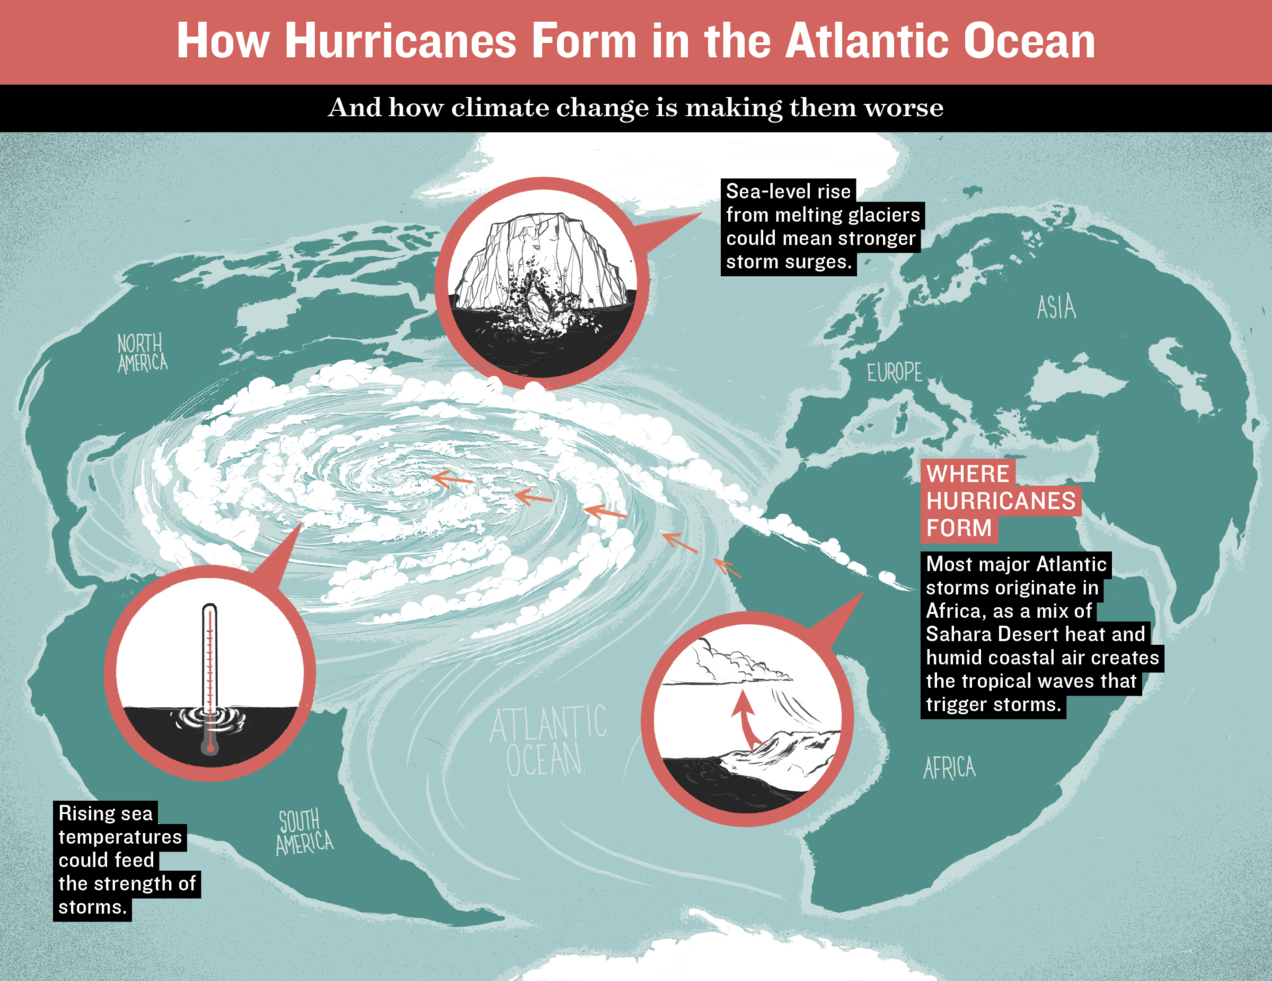 How Hurricanes Form in the Atlantic Ocean
And how climate change is making them worse
Sea-level rise
from melting glaciers
could mean stronger
storm surges.
NORTH
AMERICA
ASIA
EUROPE
WHERE
HURRICANES
FORM
Most major Atlantic
storms originate in
Africa, as a mix of
Sahara Desert heat and
humid coastal air creates
the tropical waves that
trigger storms.
ATLANTIC
OCEAN
AFRICA
SOUTH
AMERICA
Rising sea
temperatures
could feed
the strength of
storms.